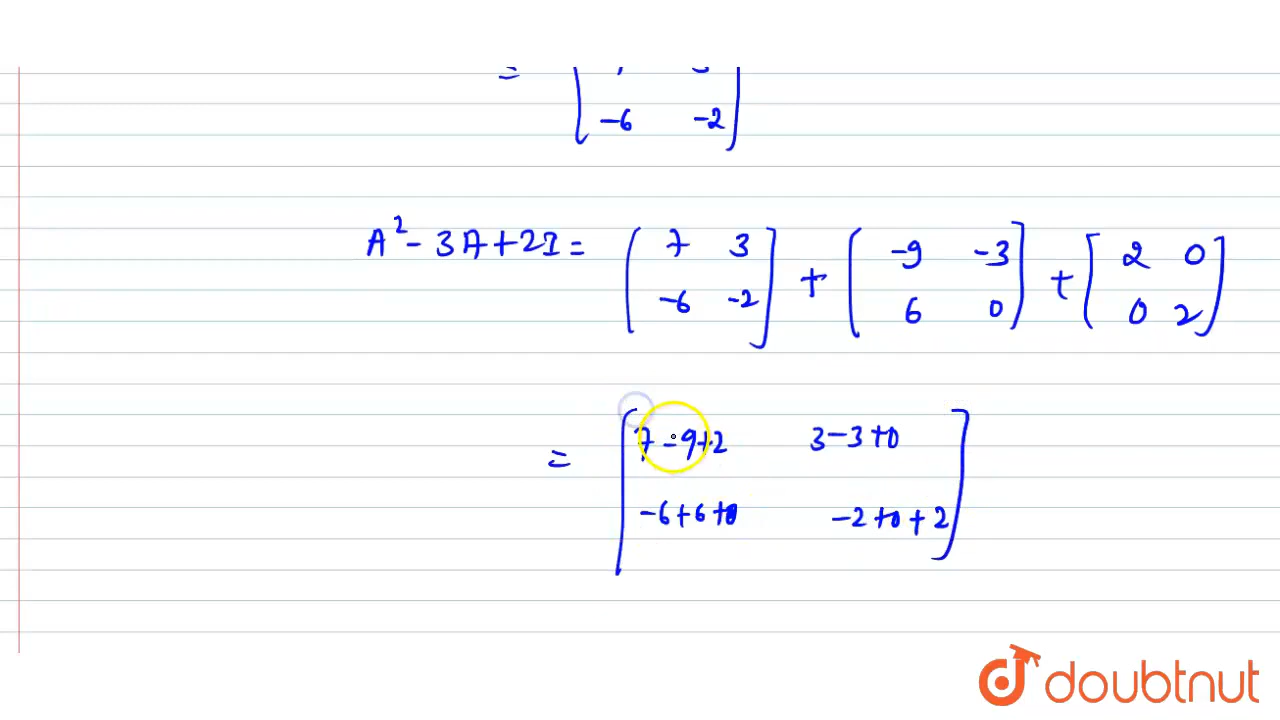 =
-6 -2
A² - 3A + 2I = [7 3; -6 -2] + [-9 -3; 6 0] + [2 0; 0 2]
= [7-9+2 3-3+0; -6+6+0 -2+0+2]
doubtnut